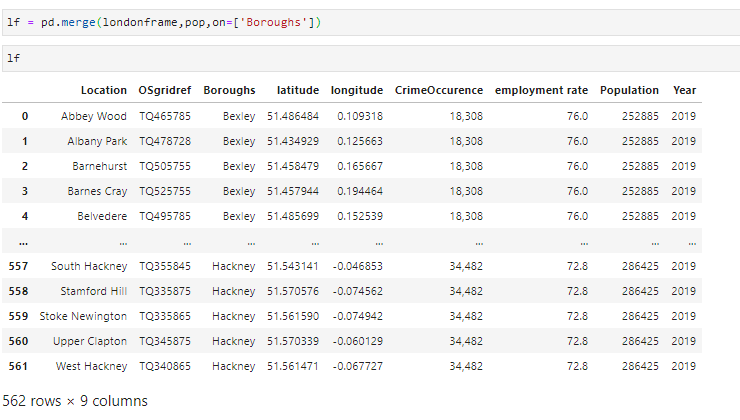 lf = pd.merge(londonframe,pop,on=['Boroughs'])
lf
Location OSgridref Boroughs latitude longitude CrimeOccurence employment rate Population Year
0 Abbey Wood TQ465785 Bexley 51.486484 0.109318 18,308 76.0 252885 2019
1 Albany Park TQ478728 Bexley 51.434929 0.125663 18,308 76.0 252885 2019
2 Barnehurst TQ505755 Bexley 51.458479 0.165667 18,308 76.0 252885 2019
3 Barnes Cray TQ525755 Bexley 51.457944 0.194464 18,308 76.0 252885 2019
4 Belvedere TQ495785 Bexley 51.485699 0.152539 18,308 76.0 252885 2019
... ... ... ... ... ... ... ... ... ...
557 South Hackney TQ355845 Hackney 51.543141 -0.046853 34,482 72.8 286425 2019
558 Stamford Hill TQ335875 Hackney 51.570576 -0.074562 34,482 72.8 286425 2019
559 Stoke Newington TQ335865 Hackney 51.561590 -0.074942 34,482 72.8 286425 2019
560 Upper Clapton TQ345875 Hackney 51.570339 -0.060129 34,482 72.8 286425 2019
561 West Hackney TQ340865 Hackney 51.561471 -0.067727 34,482 72.8 286425 2019
562 rows × 9 columns